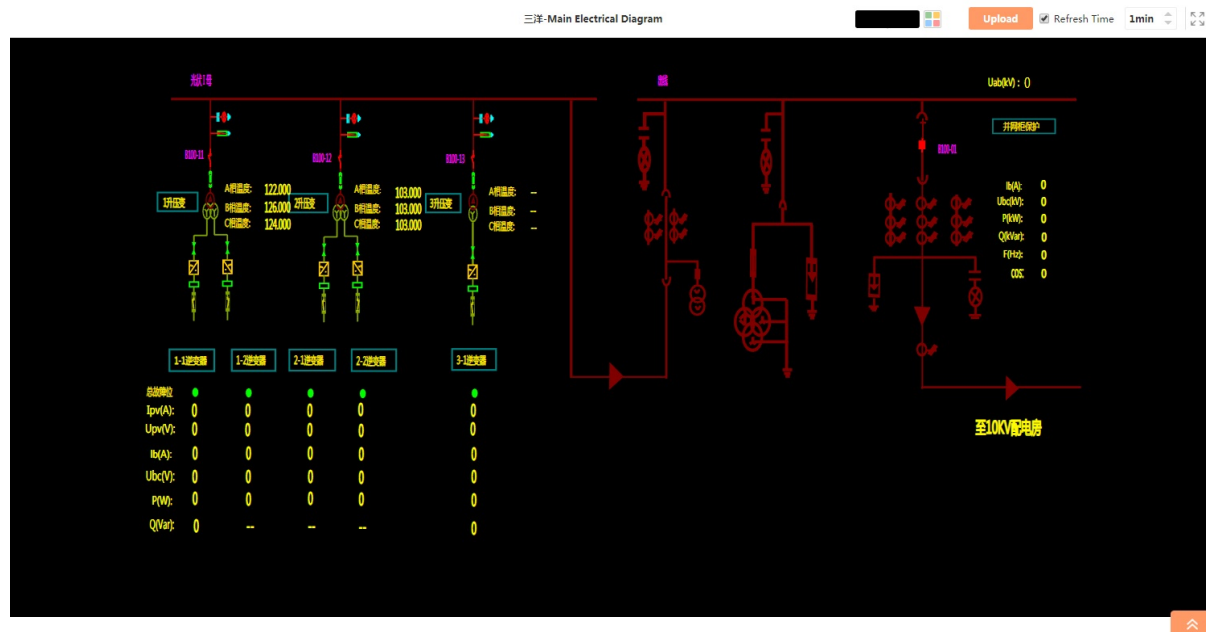 三洋-Main Electrical Diagram
Upload
Refresh Time
1min
光伏1母
母线
Uab(kV) : ()
并网柜保护
B100-11
B100-12
B100-13
B100-01
1升压变
A相温度: 122.000
B相温度: 126.000
C相温度: 124.000
2升压变
A相温度: 103.000
B相温度: 103.000
C相温度: 103.000
3升压变
A相温度: --
B相温度: --
C相温度: --
Ib(A): 0
Ubc(kV): 0
P(kW): 0
Q(kVar): 0
F(Hz): 0
COS: 0
1-1逆变器 1-2逆变器 2-1逆变器 2-2逆变器 3-1逆变器
总故障位
Ipv(A): 0 0 0 0 0
Upv(V): 0 0 0 0 0
Ib(A): 0 0 0 0 0
Ubc(V): 0 0 0 0 0
P(W): 0 0 0 0 0
Q(Var): 0 -- -- -- 0
至10KV配电房